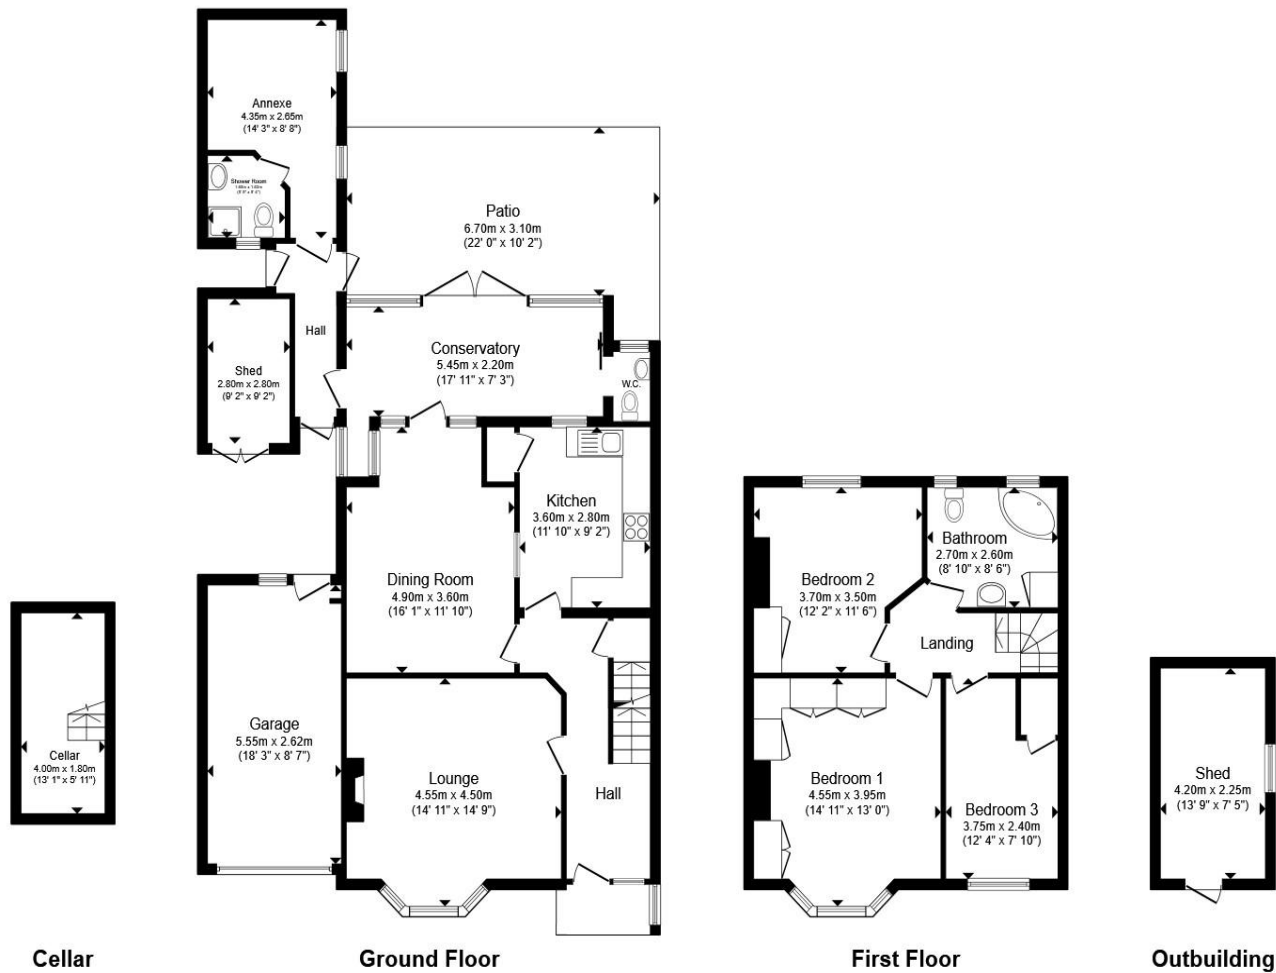 Annexe
4.35m x 2.65m
(14' 3" x 8' 8")
Shower Room
Patio
6.70m x 3.10m
(22' 0" x 10' 2")
Hall
Conservatory
5.45m x 2.20m
(17' 11" x 7' 3")
W.C.
Shed
2.80m x 2.80m
(9' 2" x 9' 2")
Kitchen
3.60m x 2.80m
(11' 10" x 9' 2")
Dining Room
4.90m x 3.60m
(16' 1" x 11' 10")
Garage
5.55m x 2.62m
(18' 3" x 8' 7")
Lounge
4.55m x 4.50m
(14' 11" x 14' 9")
Hall
Cellar
4.00m x 1.80m
(13' 1" x 5' 11")
Bathroom
2.70m x 2.60m
(8' 10" x 8' 6")
Bedroom 2
3.70m x 3.50m
(12' 2" x 11' 6")
Landing
Bedroom 1
4.55m x 3.95m
(14' 11" x 13' 0")
Bedroom 3
3.75m x 2.40m
(12' 4" x 7' 10")
Shed
4.20m x 2.25m
(13' 9" x 7' 5")
Cellar
Ground Floor
First Floor
Outbuilding